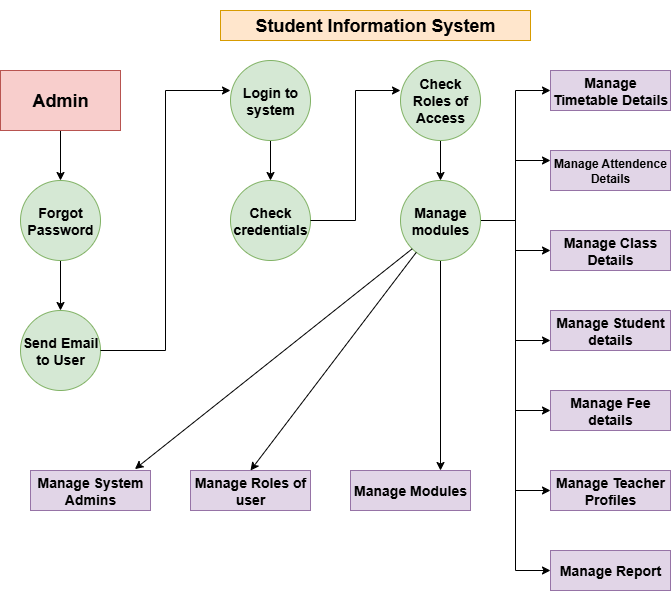 Student Information System
Admin
Forgot
Password
Send Email
to User
Login to
system
Check
credentials
Check
Roles of
Access
Manage
modules
Manage
Timetable Details
Manage Attendence
Details
Manage Class
Details
Manage Student
details
Manage Fee
details
Manage Teacher
Profiles
Manage Report
Manage System
Admins
Manage Roles of
user
Manage Modules